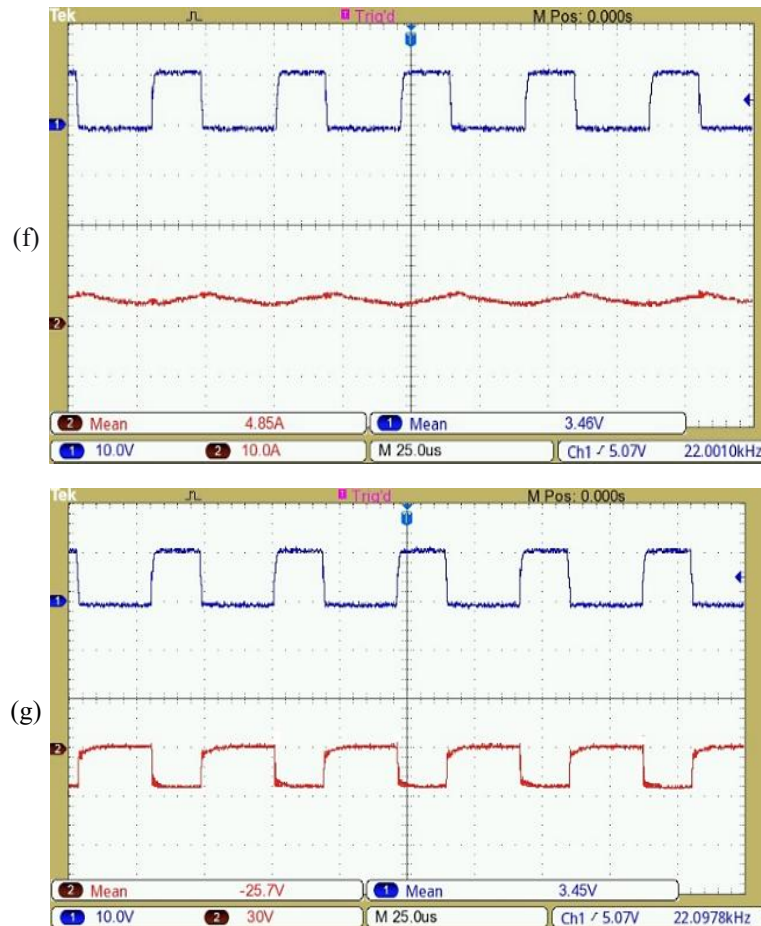 Tek Trig'd M Pos: 0.000s
1
1
(f)
2
2 Mean 4.85A 1 Mean 3.46V
1 10.0V 2 10.0A M 25.0us Ch1 5.07V 22.0010kHz
Tek Trig'd M Pos: 0.000s
1
1
(g)
2
2 Mean -25.7V 1 Mean 3.45V
1 10.0V 2 30V M 25.0us Ch1 5.07V 22.0978kHz